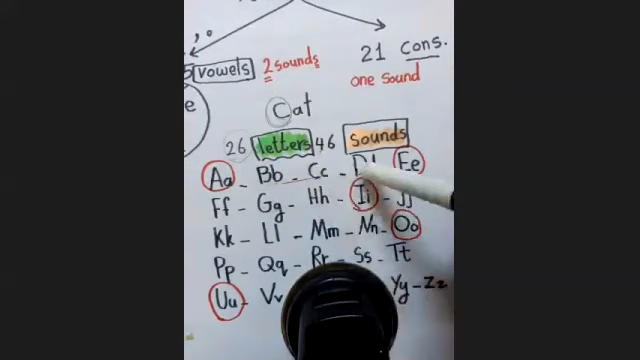 , o
5 vowels 2 sounds
21 Cons.
one sound
e
Cat
26 letters 46 sounds
Aa - Bb - Cc - Ee
Ff - Gg - Hh - Ii - Jj
Kk - Ll - Mm - Nn - Oo
Pp - Qq - Rr - Ss - Tt
Uu - Vv Yy - Zz